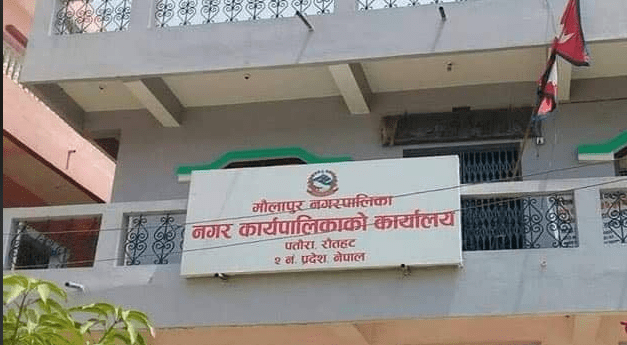 मौलापुर नगरपालिका
नगर कार्यपालिकाको कार्यालय
पतौरा, रौतहट
२ नं. प्रदेश, नेपाल